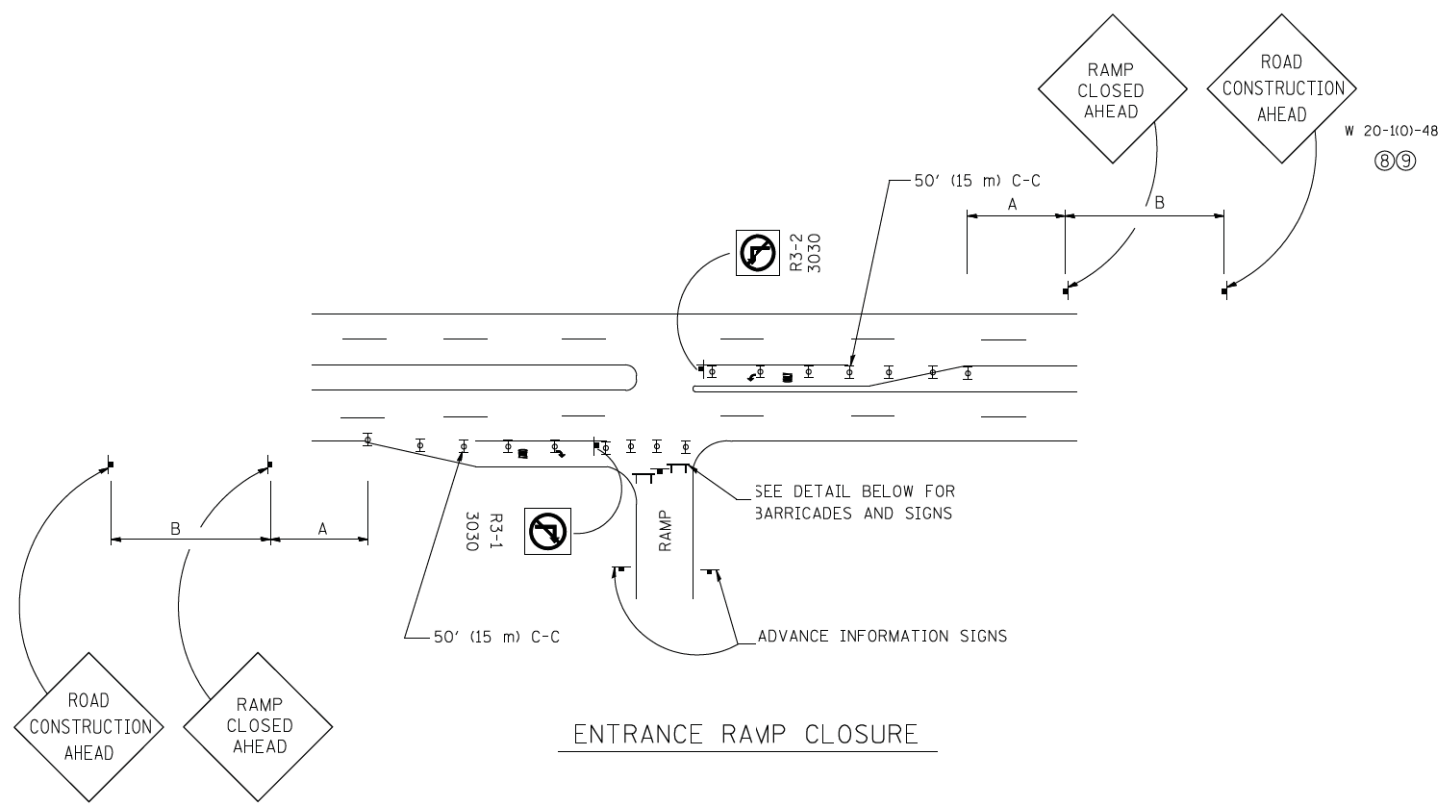 RAMP
CLOSED
AHEAD
ROAD
CONSTRUCTION
AHEAD
W 20-1(O)-48
⑧⑨
50' (15 m) C-C
A
B
R3-2
3030
SEE DETAIL BELOW FOR
BARRICADES AND SIGNS
RAMP
R3-1
3030
B
A
50' (15 m) C-C
ADVANCE INFORMATION SIGNS
ROAD
CONSTRUCTION
AHEAD
RAMP
CLOSED
AHEAD
ENTRANCE RAMP CLOSURE